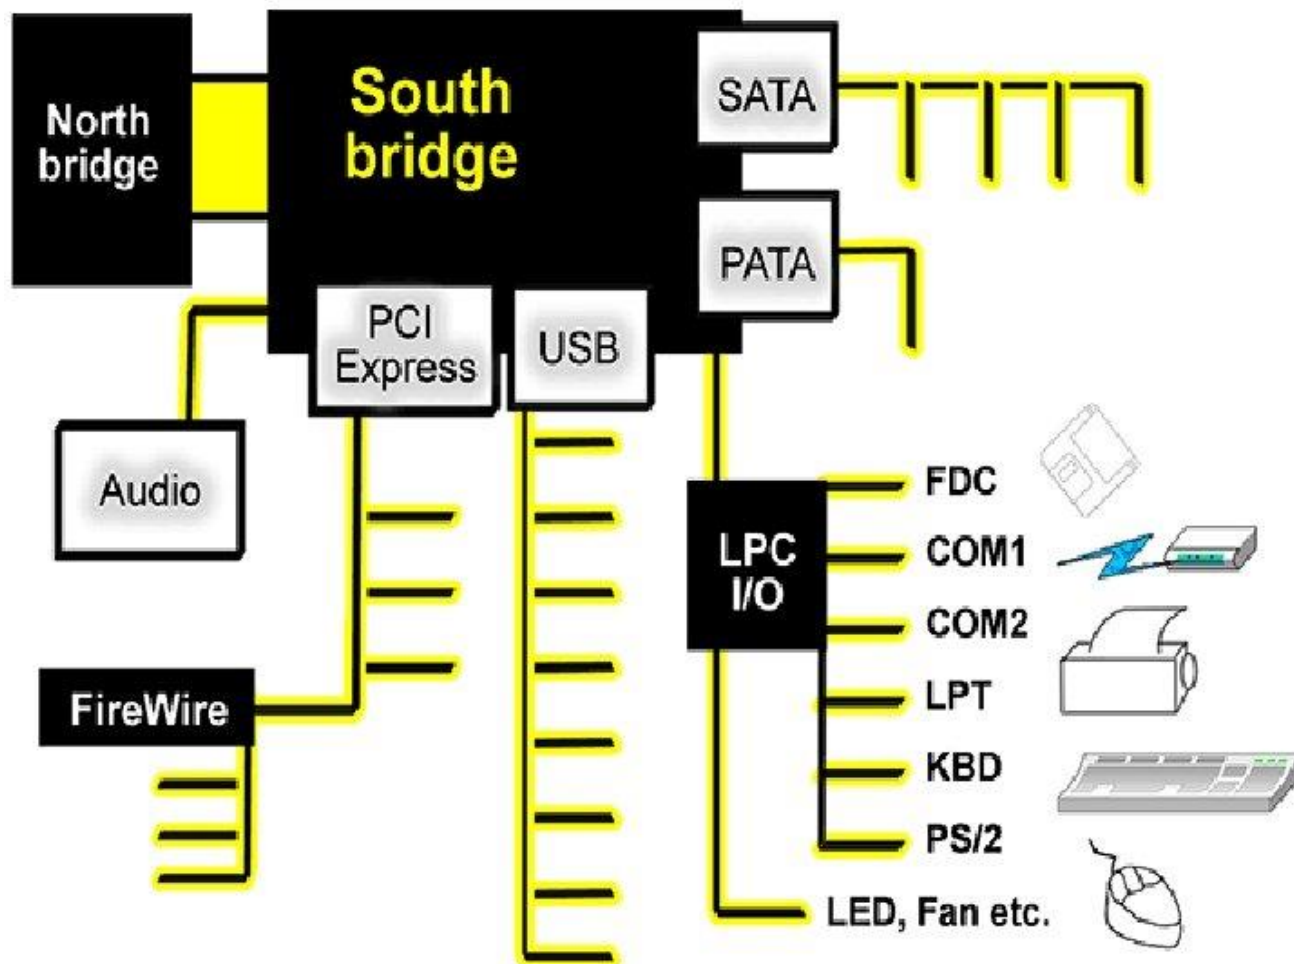 North
bridge
South
bridge
SATA
PATA
PCI
Express
USB
Audio
FireWire
LPC
I/O
FDC
COM1
COM2
LPT
KBD
PS/2
LED, Fan etc.